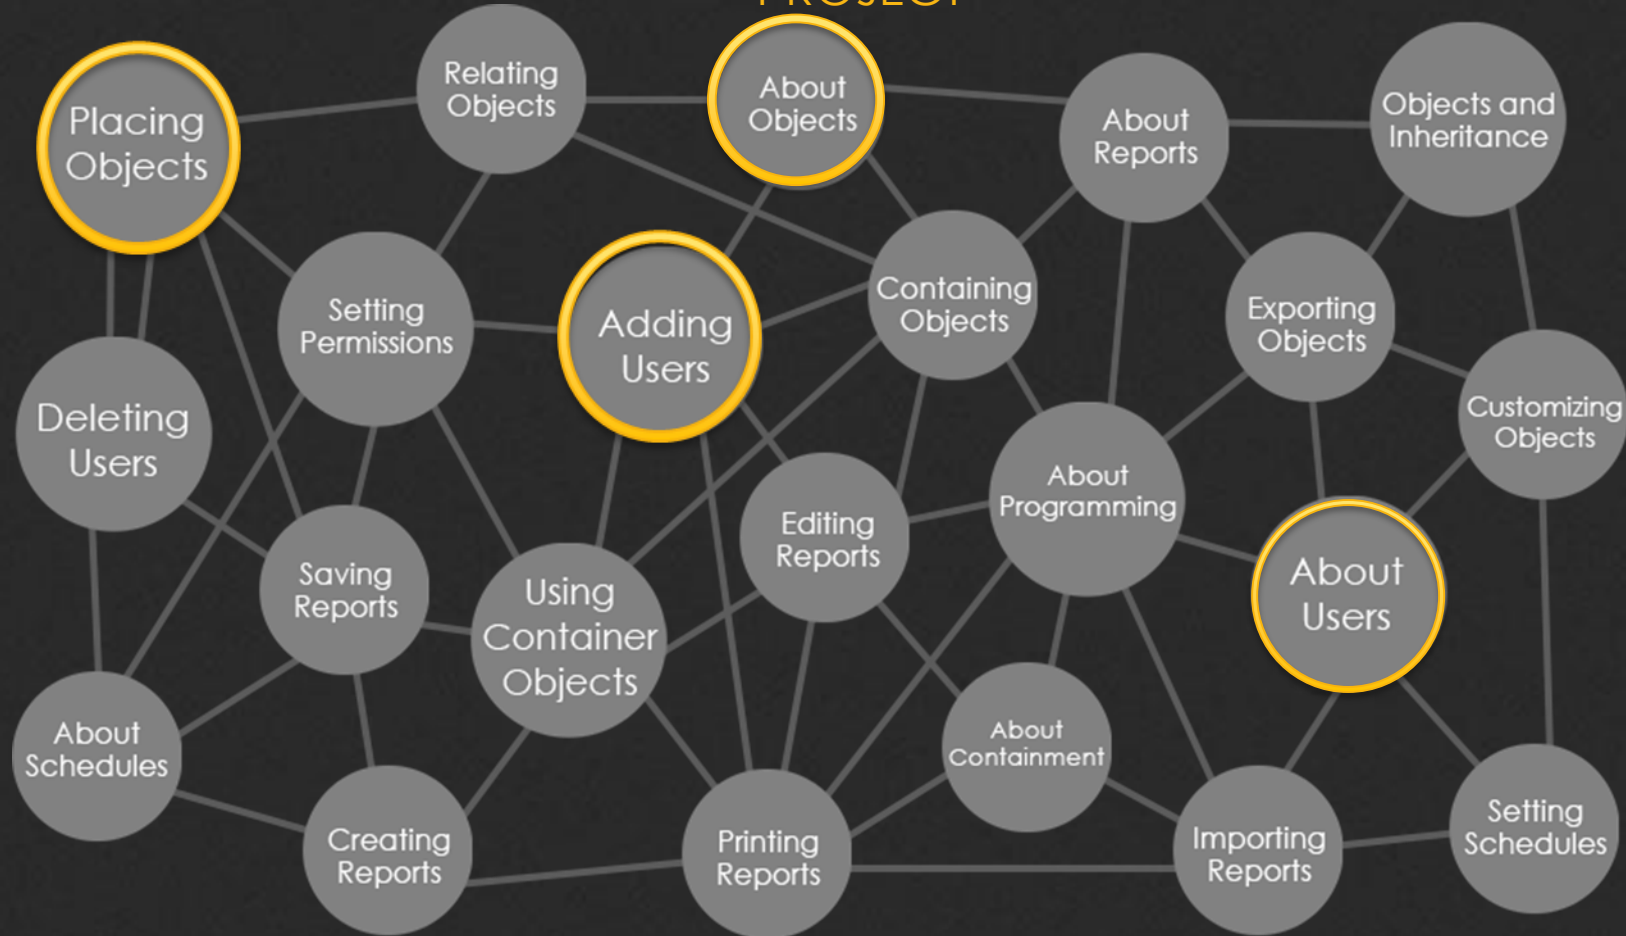 PROJECT
Relating
Objects
About
Objects
Placing
Objects
About
Reports
Objects and
Inheritance
Setting
Permissions
Adding
Users
Containing
Objects
Exporting
Objects
Deleting
Users
Customizing
Objects
About
Programming
Editing
Reports
Saving
Reports
Using
Container
Objects
About
Users
About
Schedules
About
Containment
Creating
Reports
Printing
Reports
Importing
Reports
Setting
Schedules